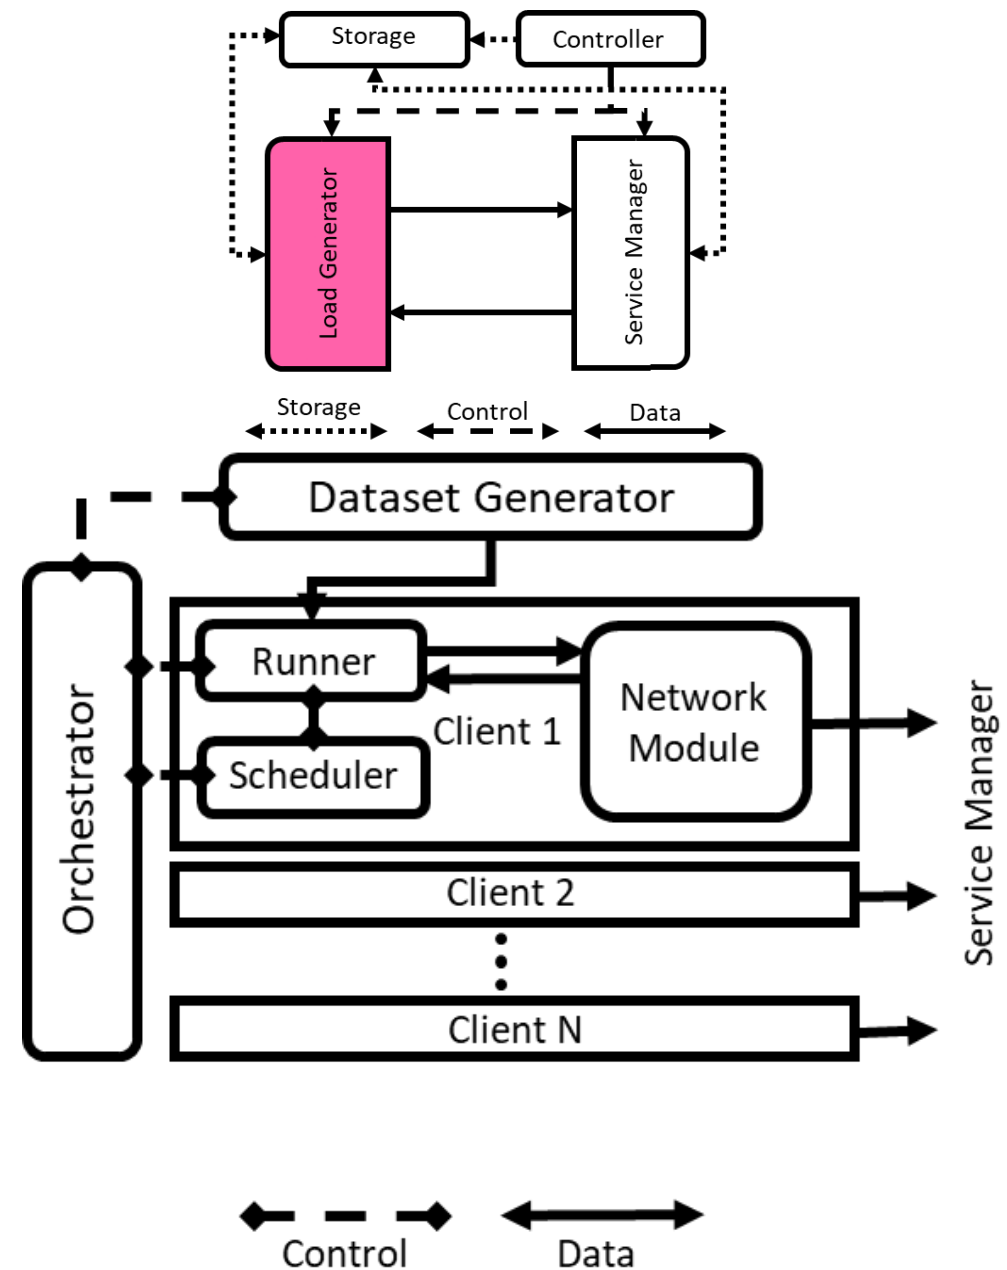 Storage
Controller
Load Generator
Service Manager
Storage
Control
Data
Dataset Generator
Orchestrator
Runner
Network
Module
Client 1
Scheduler
Service Manager
Client 2
Client N
Control
Data